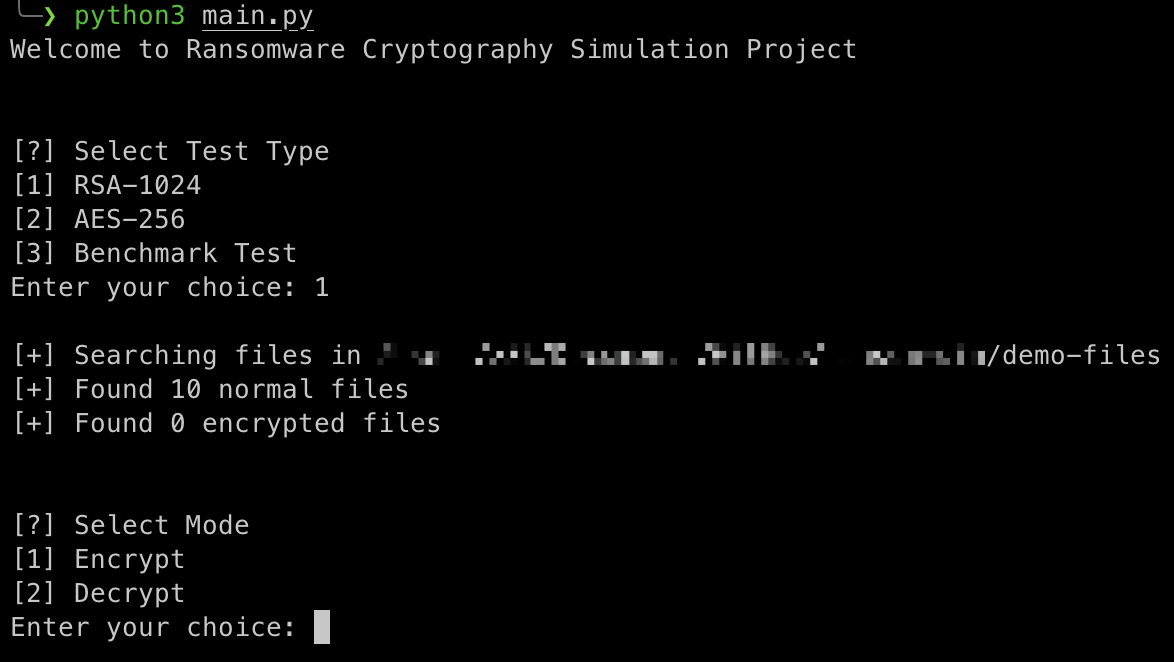 ❯ python3 main.py
Welcome to Ransomware Cryptography Simulation Project
[?] Select Test Type
[1] RSA-1024
[2] AES-256
[3] Benchmark Test
Enter your choice: 1
[+] Searching files in /demo-files
[+] Found 10 normal files
[+] Found 0 encrypted files
[?] Select Mode
[1] Encrypt
[2] Decrypt
Enter your choice: